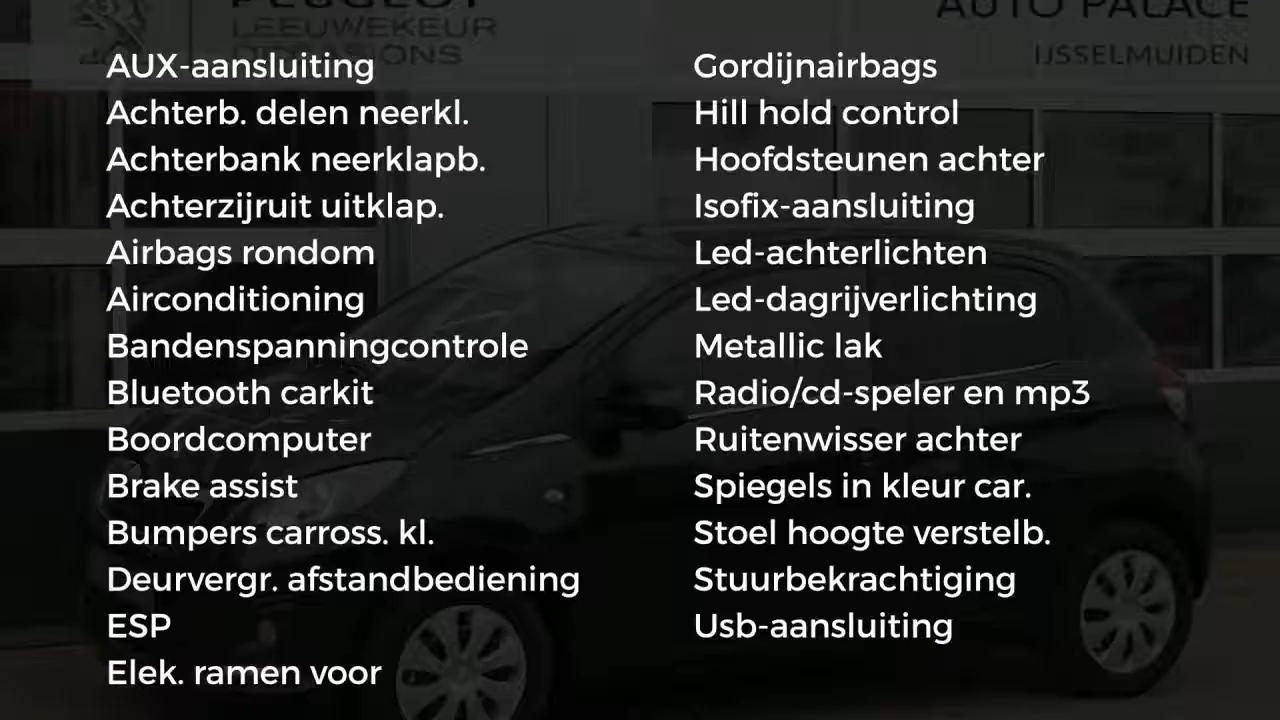 PEUGEOT
LEEUWEKEUR
AUTO PALACE
IJSSELMUIDEN
AUX-aansluiting
Achterb. delen neerkl.
Achterbank neerklapb.
Achterzijruit uitklap.
Airbags rondom
Airconditioning
Bandenspanningcontrole
Bluetooth carkit
Boordcomputer
Brake assist
Bumpers carross. kl.
Deurvergr. afstandbediening
ESP
Elek. ramen voor
Gordijnairbags
Hill hold control
Hoofdsteunen achter
Isofix-aansluiting
Led-achterlichten
Led-dagrijverlichting
Metallic lak
Radio/cd-speler en mp3
Ruitenwisser achter
Spiegels in kleur car.
Stoel hoogte verstelb.
Stuurbekrachtiging
Usb-aansluiting